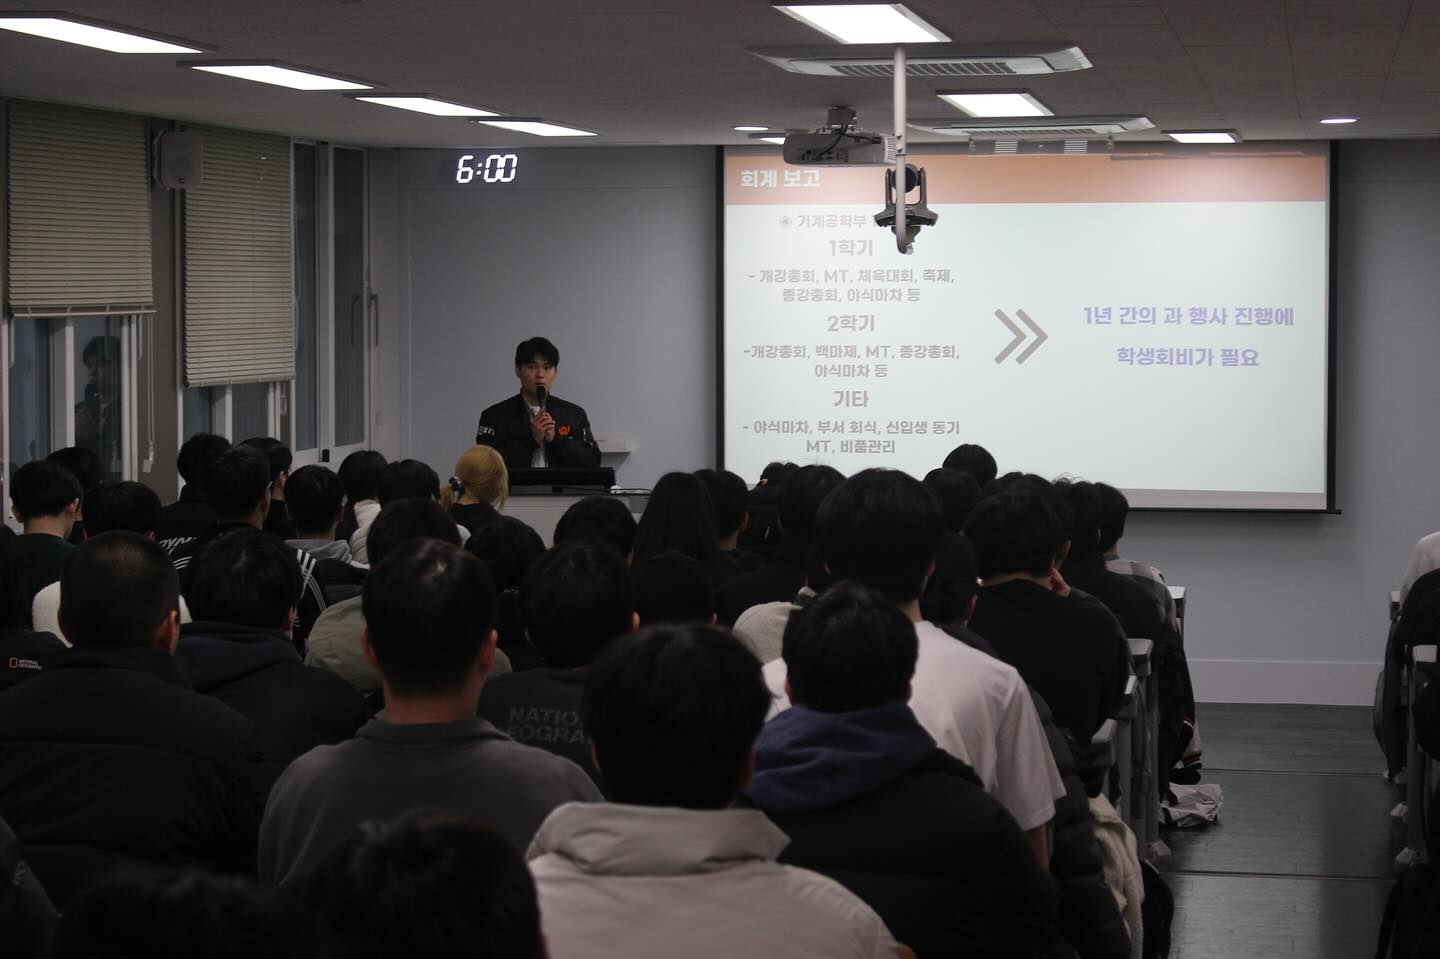 6:00
회계 보고
◈ 기계공학부
1학기
- 개강총회, MT, 체육대회, 축제,
종강총회, 야식마차 등
2학기
-개강총회, 백마제, MT, 종강총회,
야식마차 등
기타
- 야식마차, 부서 회식, 신입생 동기
MT, 비품관리
1년 간의 과 행사 진행에
학생회비가 필요
NATIONAL
GEOGRAPHIC
NATIO
EOGRA